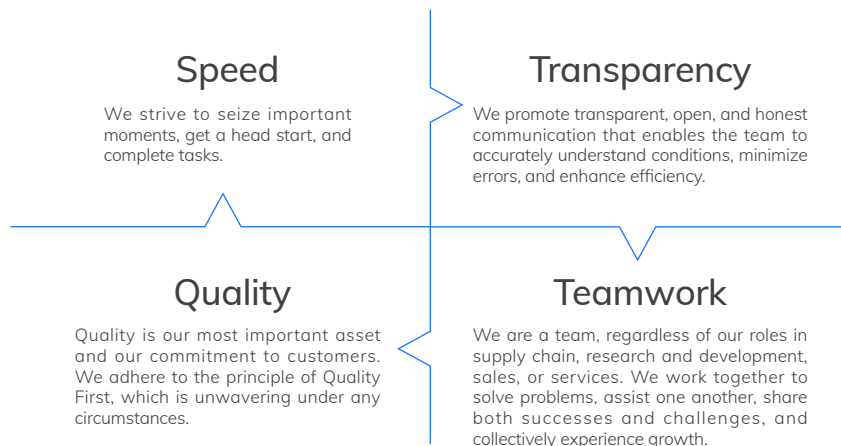 Speed
We strive to seize important
moments, get a head start, and
complete tasks.
Transparency
We promote transparent, open, and honest
communication that enables the team to
accurately understand conditions, minimize
errors, and enhance efficiency.
Quality
Quality is our most important asset
and our commitment to customers.
We adhere to the principle of Quality
First, which is unwavering under any
circumstances.
Teamwork
We are a team, regardless of our roles in
supply chain, research and development,
sales, or services. We work together to
solve problems, assist one another, share
both successes and challenges, and
collectively experience growth.